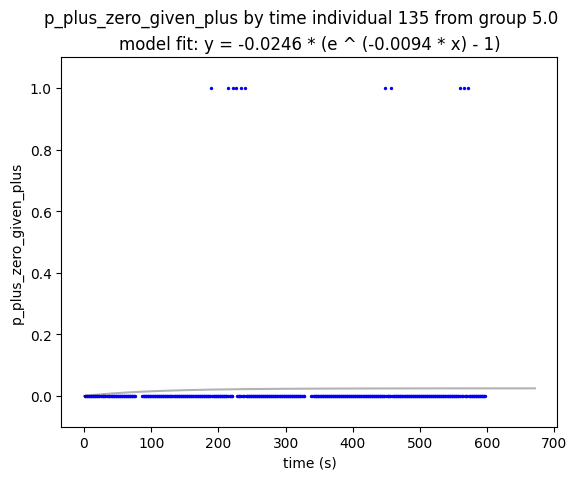 p_plus_zero_given_plus by time individual 135 from group 5.0
model fit: y = -0.0246 * (e ^ (-0.0094 * x) - 1)
1.0
0.8
0.6
0.4
0.2
0.0
p_plus_zero_given_plus
0 100 200 300 400 500 600 700
time (s)